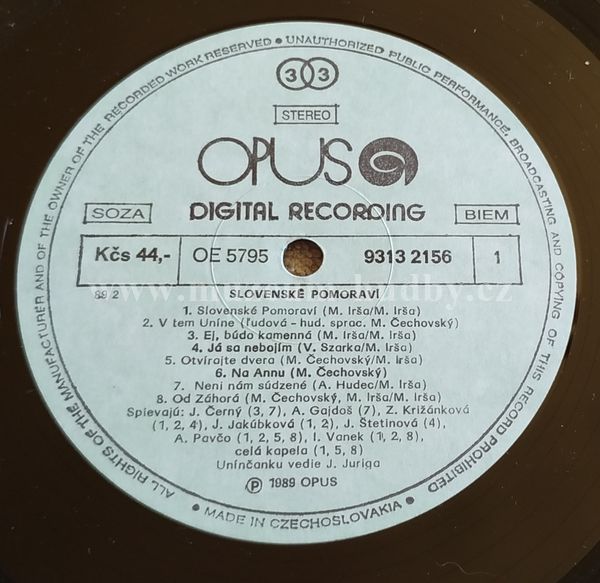 ALL RIGHTS OF THE MANUFACTURER AND OF THE OWNER OF THE RECORDED WORK RESERVED • UNAUTHORIZED PUBLIC PERFORMANCE, BROADCASTING AND COPYING OF THIS RECORD PROHIBITED
33
STEREO
OPUS
SOZA DIGITAL RECORDING BIEM
Kčs 44,- OE 5795 9313 2156 1
89 2 SLOVENSKÉ POMORAVÍ
1. Slovenské Pomoraví (M. Irša/M. Irša)
2. V tem Uníne (ľudová - hud. sprac. M. Čechovský)
3. Ej, búdo kamenná (M. Irša/M. Irša)
4. Já sa nebojím (V. Szarka/M. Irša)
5. Otvírajte dvera (M. Čechovský/M. Irša)
6. Na Annu (M. Čechovský)
7. Není nám súdzené (A. Hudec/M. Irša)
8. Od Záhorá (M. Čechovský, M. Irša/M. Irša)
Spievajú: J. Černý (3, 7), A. Gajdoš (7), Z. Križánková
(1, 2, 4), J. Jakúbková (1, 2), J. Štetinová (4),
A. Pavčo (1, 2, 5, 8), I. Vanek (1, 2, 8),
celá kapela (1, 5, 8)
Unínčanku vedie J. Juriga
Ⓟ 1989 OPUS
• MADE IN CZECHOSLOVAKIA •